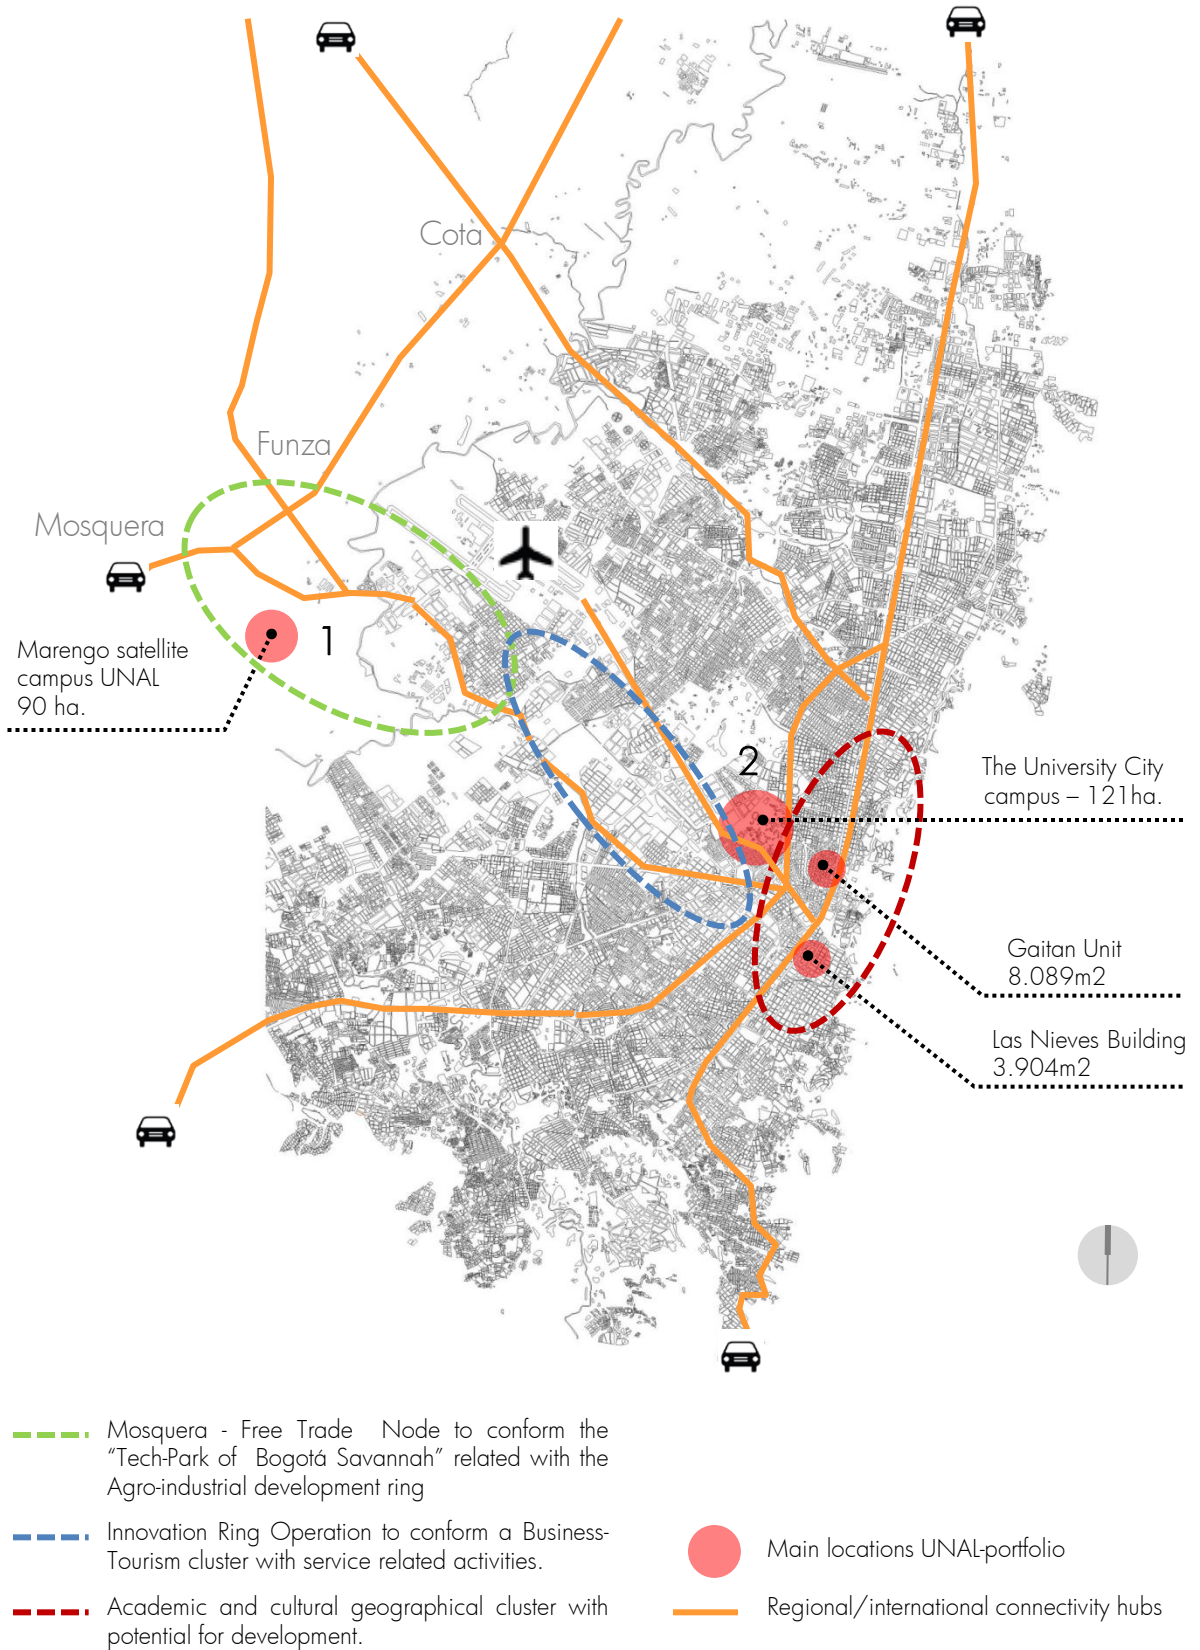 Cota
Funza
Mosquera
1
Marengo satellite
campus UNAL
90 ha.
2
The University City
campus – 121ha.
Gaitan Unit
8.089m2
Las Nieves Building
3.904m2
Mosquera - Free Trade Node to conform the
“Tech-Park of Bogotá Savannah” related with the
Agro-industrial development ring
Innovation Ring Operation to conform a Business-
Tourism cluster with service related activities.
Academic and cultural geographical cluster with
potential for development.
Main locations UNAL-portfolio
Regional/international connectivity hubs